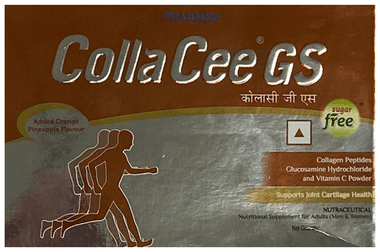 CollaCee® GS
कोलासी जी एस
Added Orange
Pineapple Flavour
sugar
free
Collagen Peptides
Glucosamine Hydrochloride
and Vitamin C Powder
Supports Joint Cartilage Health
NUTRACEUTICAL
Nutritional Supplement for Adults (Men & Women)